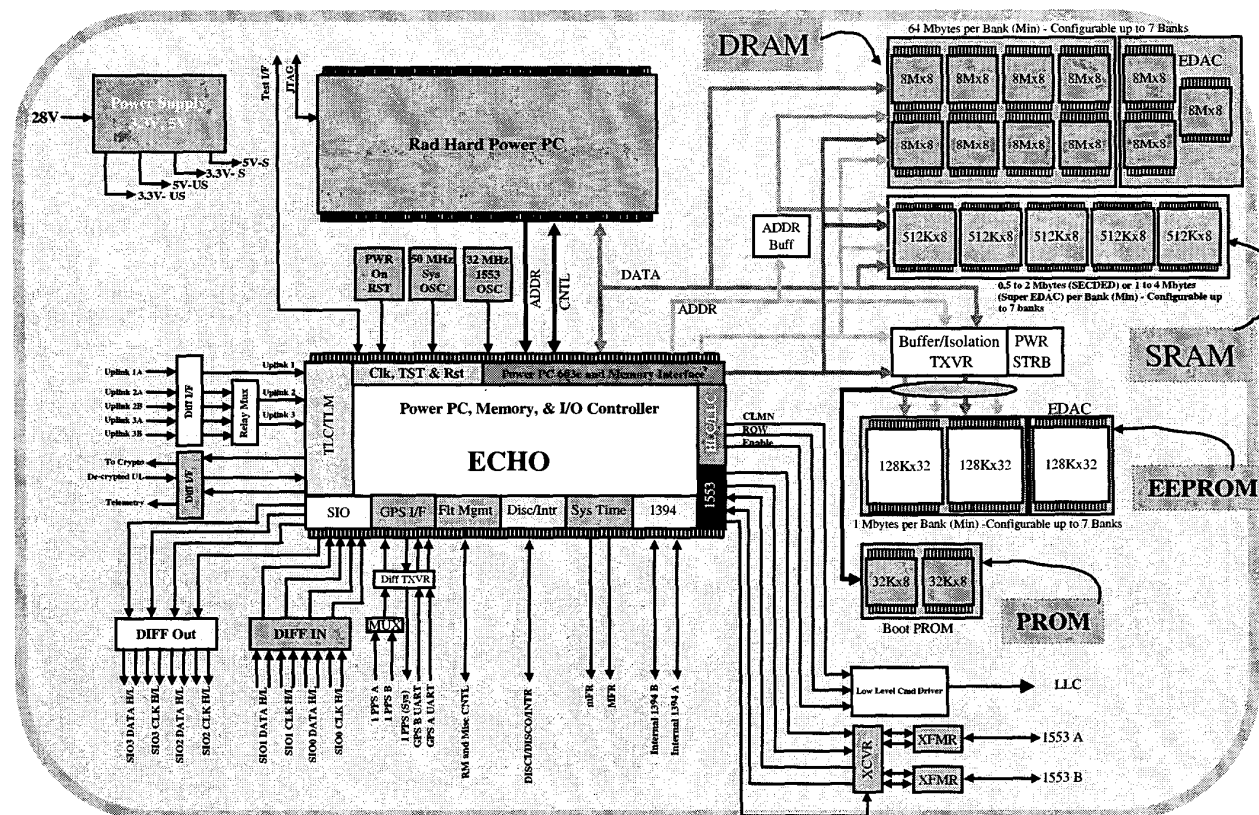 DRAM
64 Mbytes per Bank (Min) - Configurable up to 7 Banks
8Mx8
8Mx8
8Mx8
8Mx8
8Mx8
EDAC
8Mx8
8Mx8
8Mx8
8Mx8
8Mx8
8Mx8
Test I/F
JTAG
28V
Power Supply
3.3V, 5V
5V-S
3.3V- S
5V-US
3.3V- US
Rad Hard Power PC
ADDR
Buff
512Kx8
512Kx8
512Kx8
512Kx8
512Kx8
0.5 to 2 Mbytes (SECDED) or 1 to 4 Mbytes
(Super EDAC) per Bank (Min) - Configurable up
to 7 banks
SRAM
PWR
On
RST
50 MHz
Sys
OSC
32 MHz
1553
OSC
ADDR
CNTL
DATA
ADDR
Buffer/Isolation
TXVR
PWR
STRB
Uplink 1A
Uplink 2A
Uplink 2B
Uplink 3A
Uplink 3B
Diff I/F
Relay Mux
Uplink 1
Uplink 2
Uplink 3
To Crypto
De-crypted UL
Telemetry
Diff I/F
TLC/TLM
Clk, TST & Rst
Power PC 603e and Memory Interface
Power PC, Memory, & I/O Controller
ECHO
1553
SIO
GPS I/F
Flt Mgmt
Disc/Intr
Sys Time
1394
CLMN
ROW
Enable
EDAC
128Kx32
128Kx32
128Kx32
EEPROM
1 Mbytes per Bank (Min) -Configurable up to 7 Banks
32Kx8
32Kx8
Boot PROM
PROM
DIFF Out
DIFF IN
Diff TXVR
MUX
SIO3 DATA H/L
SIO3 CLK H/L
SIO2 DATA H/L
SIO2 CLK H/L
SIO1 DATA H/L
SIO1 CLK H/L
SIO0 DATA H/L
SIO0 CLK H/L
1 PPS A
1 PPS B
1 PPS (Sys)
GPS B UART
GPS A UART
RM and Misc CNTL
DISCI/DISCO/INTR
mFR
MFR
Internal 1394 B
Internal 1394 A
Low Level Cmd Driver
LLC
XCVR
XFMR
1553 A
XFMR
1553 B